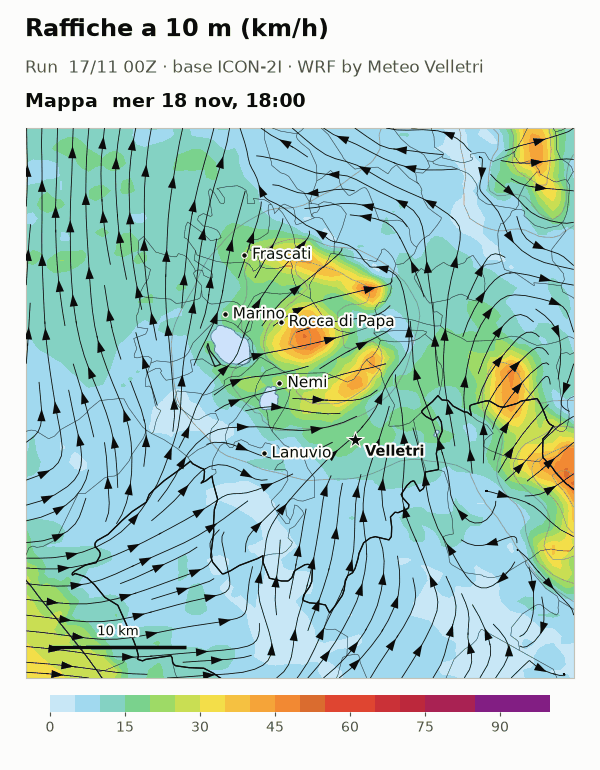 Raffiche a 10 m (km/h)
Run 17/11 00Z · base ICON-2I · WRF by Meteo Velletri
Mappa mer 18 nov, 18:00
Frascati
Marino
Rocca di Papa
Nemi
Lanuvio
Velletri
10 km
0 15 30 45 60 75 90